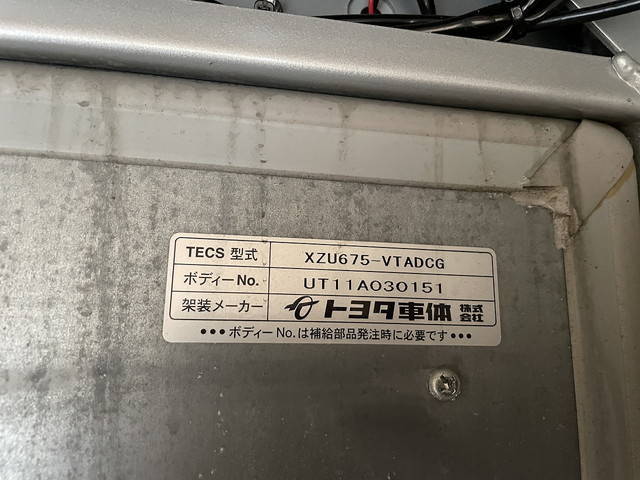 TECS 型式 XZU675-VTADCG
ボディーNo. UT11A030151
架装メーカー トヨタ車体 株式会社
●●●ボディーNo.は補給部品発注時に必要です●●●